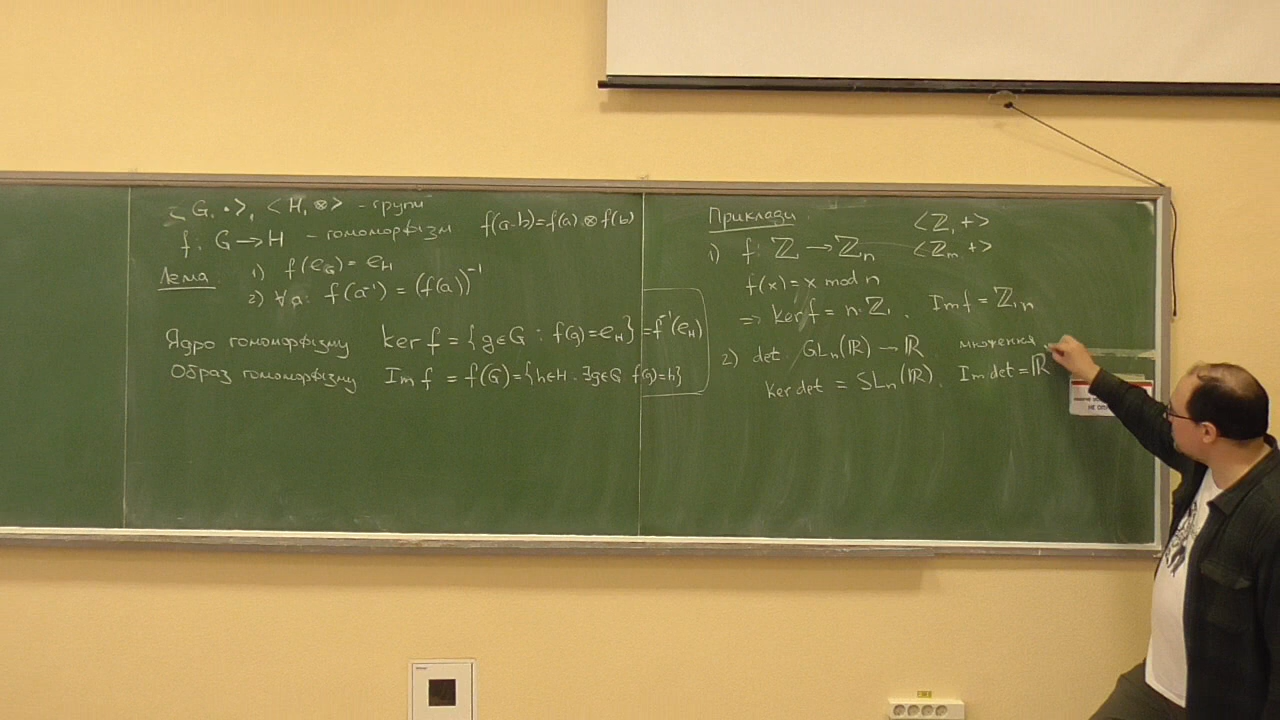 <G, •>, <H, ⊗> - групи
f: G → H - гомоморфізм f(a·b)=f(a)⊗f(b)
Лема 1) f(e_G) = e_H
2) ∀a: f(a⁻¹) = (f(a))⁻¹
Ядро гомоморфізму ker f = {g∈G : f(g)=e_H} = f⁻¹(e_H)
Образ гомоморфізму Im f = f(G) = {h∈H : ∃g∈G f(g)=h}
Приклади:
1) f: ℤ → ℤ_n <ℤ, +>
<ℤ_m, +>
f(x) = x mod n
=> ker f = n·ℤ, Im f = ℤ_n
2) det: GL_n(ℝ) → ℝ множення
ker det = SL_n(ℝ). Im det = ℝ